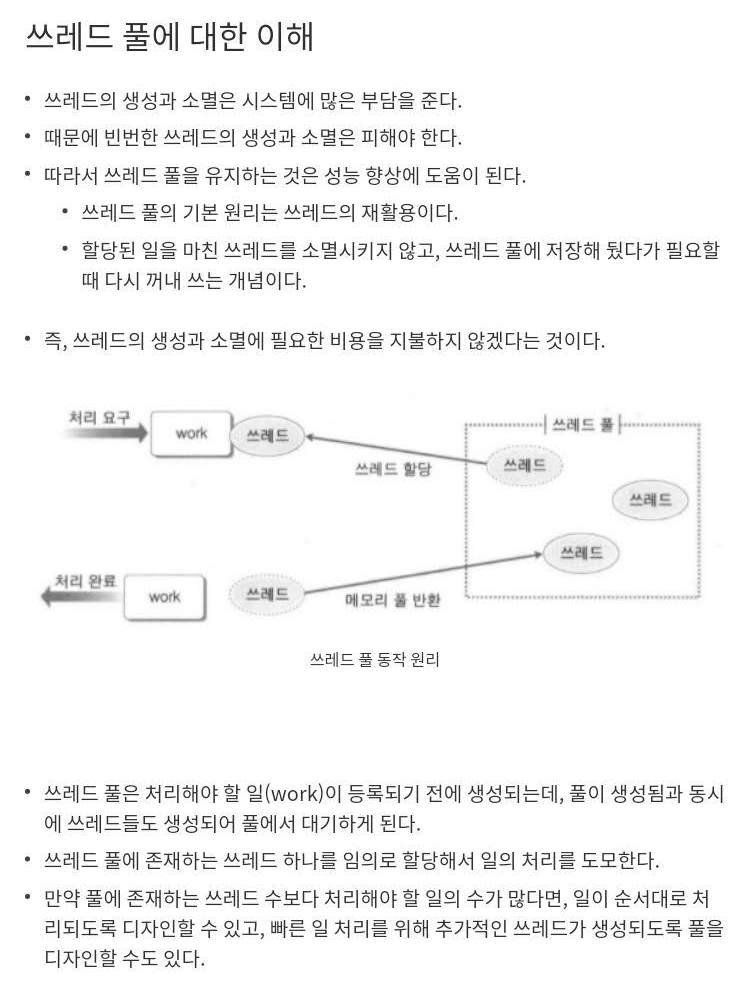 쓰레드 풀에 대한 이해
• 쓰레드의 생성과 소멸은 시스템에 많은 부담을 준다.
• 때문에 빈번한 쓰레드의 생성과 소멸은 피해야 한다.
• 따라서 쓰레드 풀을 유지하는 것은 성능 향상에 도움이 된다.
• 쓰레드 풀의 기본 원리는 쓰레드의 재활용이다.
• 할당된 일을 마친 쓰레드를 소멸시키지 않고, 쓰레드 풀에 저장해 뒀다가 필요할
때 다시 꺼내 쓰는 개념이다.
• 즉, 쓰레드의 생성과 소멸에 필요한 비용을 지불하지 않겠다는 것이다.
처리 요구
work
쓰레드
쓰레드 할당
쓰레드 풀
쓰레드
쓰레드
쓰레드
처리 완료
work
쓰레드
메모리 풀 반환
쓰레드 풀 동작 원리
• 쓰레드 풀은 처리해야 할 일(work)이 등록되기 전에 생성되는데, 풀이 생성됨과 동시
에 쓰레드들도 생성되어 풀에서 대기하게 된다.
• 쓰레드 풀에 존재하는 쓰레드 하나를 임의로 할당해서 일의 처리를 도모한다.
• 만약 풀에 존재하는 쓰레드 수보다 처리해야 할 일의 수가 많다면, 일이 순서대로 처
리되도록 디자인할 수 있고, 빠른 일 처리를 위해 추가적인 쓰레드가 생성되도록 풀을
디자인할 수도 있다.